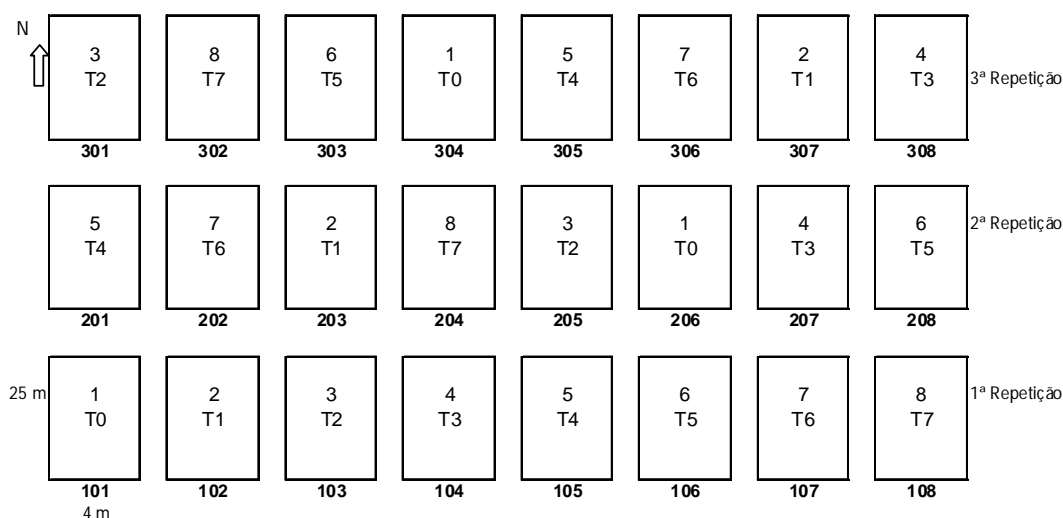 N
3 8 6 1 5 7 2 4
T2 T7 T5 T0 T4 T6 T1 T3 3ª Repetição
301 302 303 304 305 306 307 308
5 7 2 8 3 1 4 6
T4 T6 T1 T7 T2 T0 T3 T5 2ª Repetição
201 202 203 204 205 206 207 208
25 m 1 2 3 4 5 6 7 8 1ª Repetição
T0 T1 T2 T3 T4 T5 T6 T7
101 102 103 104 105 106 107 108
4 m